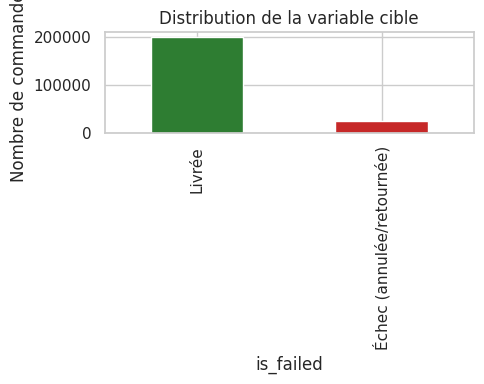 Distribution de la variable cible
Nombre de commande
200000
100000
0
Livrée
Échec (annulée/retournée)
is_failed